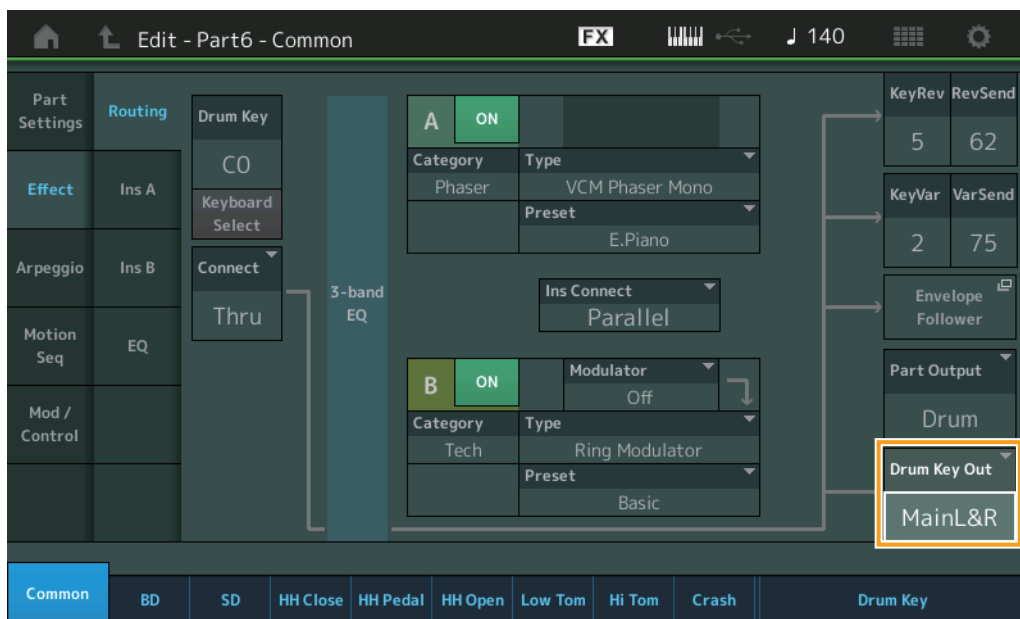 Edit - Part6 - Common FX 140
Part Settings
Effect
Arpeggio
Motion Seq
Mod / Control
Routing
Ins A
Ins B
EQ
Drum Key
C0
Keyboard Select
Connect
Thru
3-band EQ
A ON
Category Type
Phaser VCM Phaser Mono
Preset
E.Piano
Ins Connect
Parallel
B ON
Modulator
Off
Category Type
Tech Ring Modulator
Preset
Basic
KeyRev RevSend
5 62
KeyVar VarSend
2 75
Envelope Follower
Part Output
Drum
Drum Key Out
MainL&R
Common BD SD HH Close HH Pedal HH Open Low Tom Hi Tom Crash Drum Key